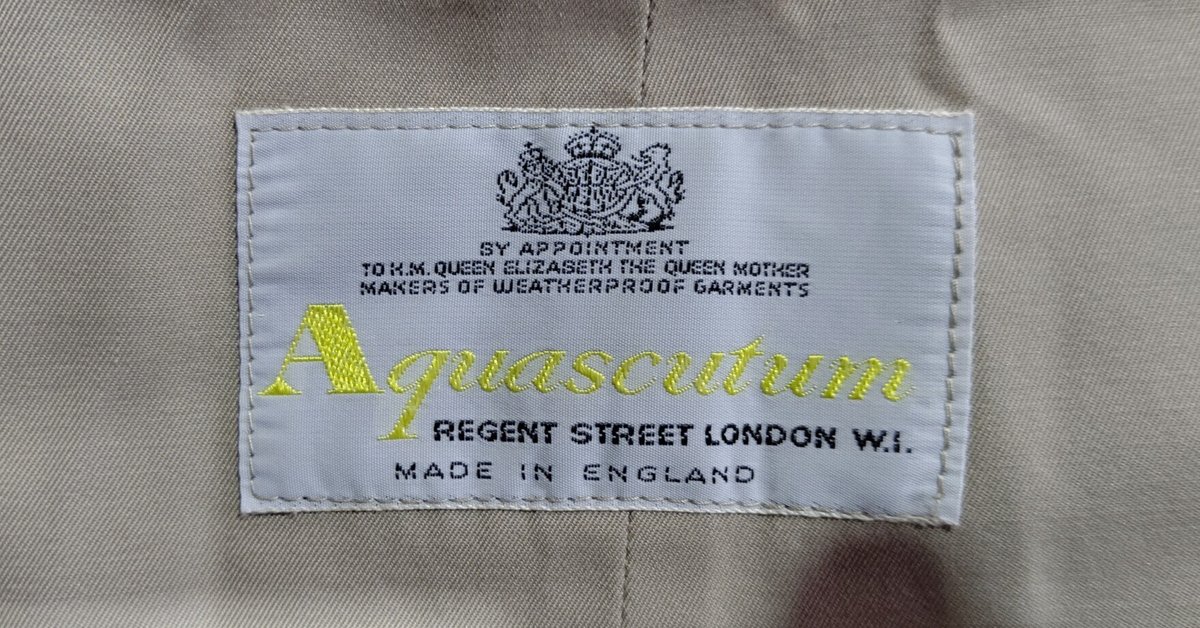 BY APPOINTMENT
TO H.M. QUEEN ELIZABETH THE QUEEN MOTHER
MAKERS OF WEATHERPROOF GARMENTS
Aquascutum
REGENT STREET LONDON W.I.
MADE IN ENGLAND